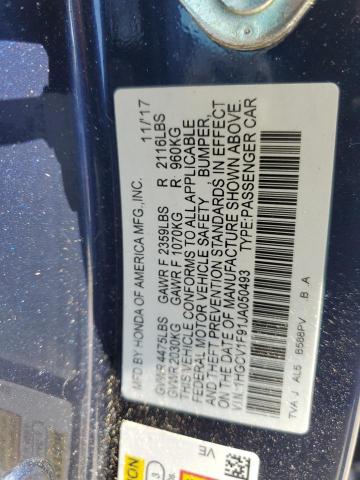 MFD BY HONDA OF AMERICA MFG.,INC. 11/'17
GVWR 4475LBS GAWR F 2359LBS R 2116LBS
GVWR 2030KG GAWR F 1070KG R 960KG
THIS VEHICLE CONFORMS TO ALL APPLICABLE
FEDERAL MOTOR VEHICLE SAFETY BUMPER,
AND THEFT PREVENTION STANDARDS IN EFFECT
ON THE DATE OF MANUFACTURE SHOWN ABOVE.
V.I.N.:1HGCV1F91JA050493 TYPE:PASSENGER CAR
TVA J AL5 B588PV B A
VE